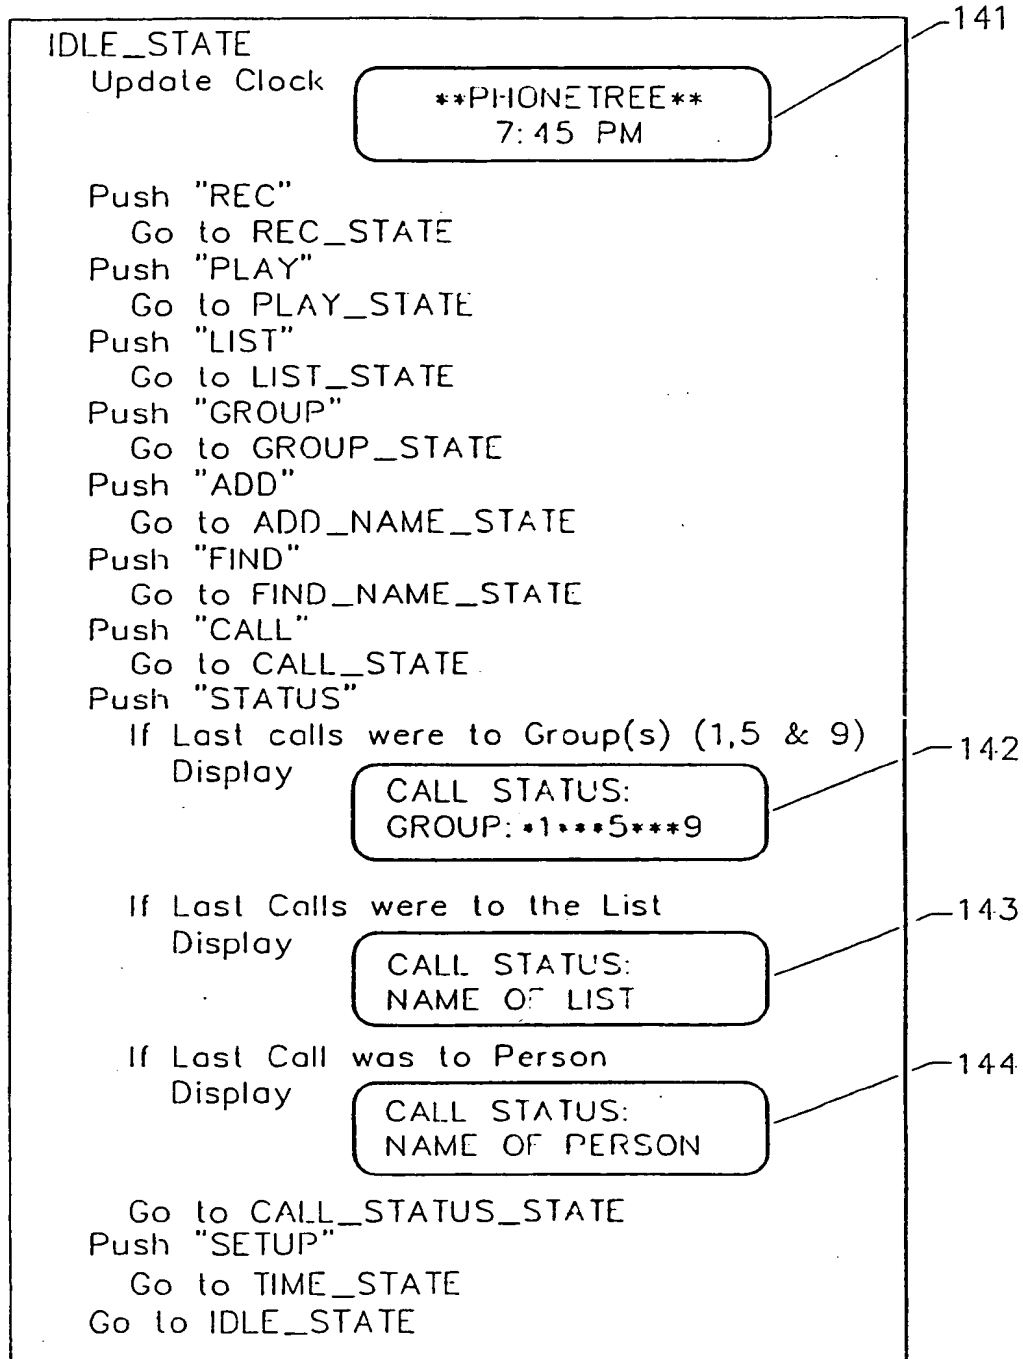 141
IDLE_STATE
Update Clock
**PHONETREE**
7:45 PM
Push "REC"
Go to REC_STATE
Push "PLAY"
Go to PLAY_STATE
Push "LIST"
Go to LIST_STATE
Push "GROUP"
Go to GROUP_STATE
Push "ADD"
Go to ADD_NAME_STATE
Push "FIND"
Go to FIND_NAME_STATE
Push "CALL"
Go to CALL_STATE
Push "STATUS"
If Last calls were to Group(s) (1,5 & 9)
142
Display
CALL STATUS:
GROUP:*1***5***9
If Last Calls were to the List
143
Display
CALL STATUS:
NAME OF LIST
If Last Call was to Person
144
Display
CALL STATUS:
NAME OF PERSON
Go to CALL_STATUS_STATE
Push "SETUP"
Go to TIME_STATE
Go to IDLE_STATE